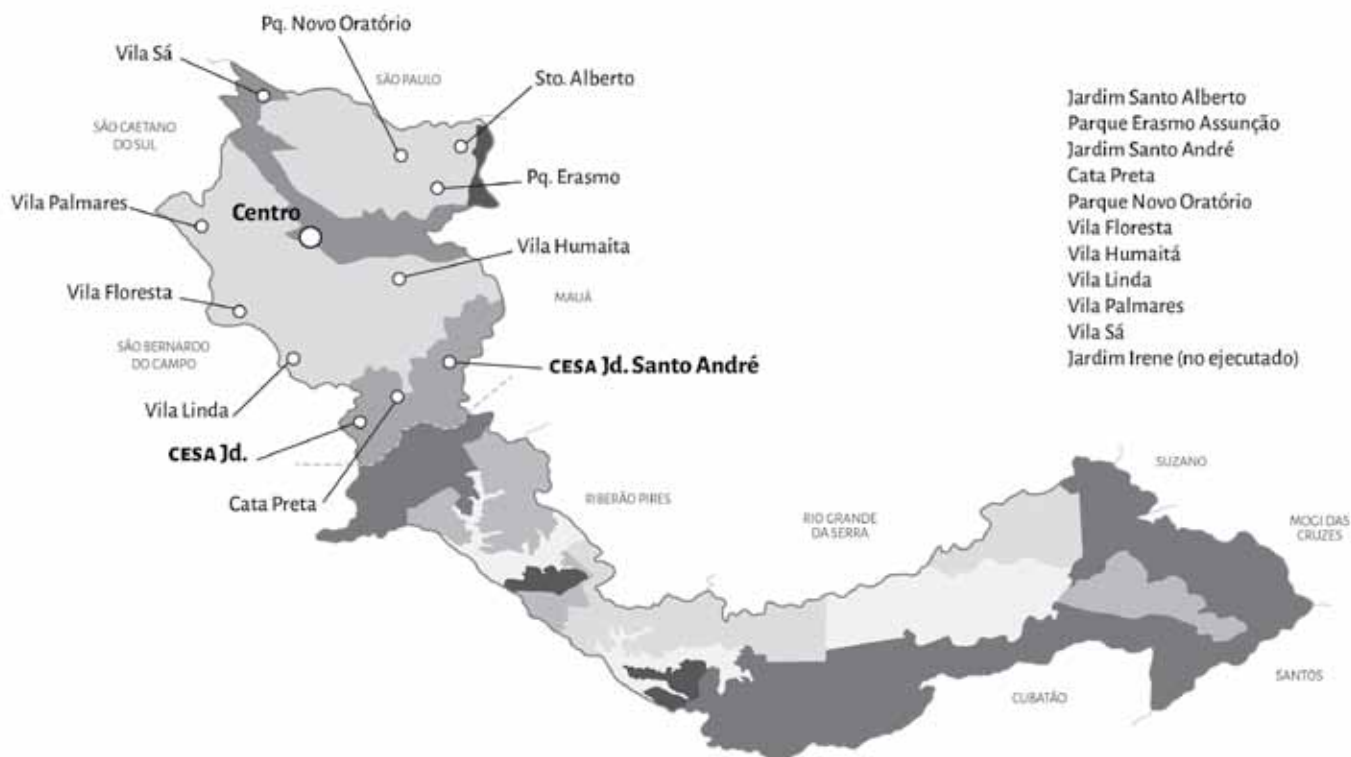 Pq. Novo Oratório
Vila Sá
SÃO PAULO
Sto. Alberto
SÃO CAETANO
DO SUL
Pq. Erasmo
Vila Palmares
Centro
Vila Humaita
Vila Floresta
MAUÁ
SÃO BERNARDO
DO CAMPO
CESA Jd. Santo André
Vila Linda
CESA Jd.
Cata Preta
RIBERÃO PIRES
RIO GRANDE
DA SERRA
SUZANO
MOGI DAS
CRUZES
SANTOS
CUBATÃO
Jardim Santo Alberto
Parque Erasmo Assunção
Jardim Santo André
Cata Preta
Parque Novo Oratório
Vila Floresta
Vila Humaitá
Vila Linda
Vila Palmares
Vila Sá
Jardim Irene (no ejecutado)